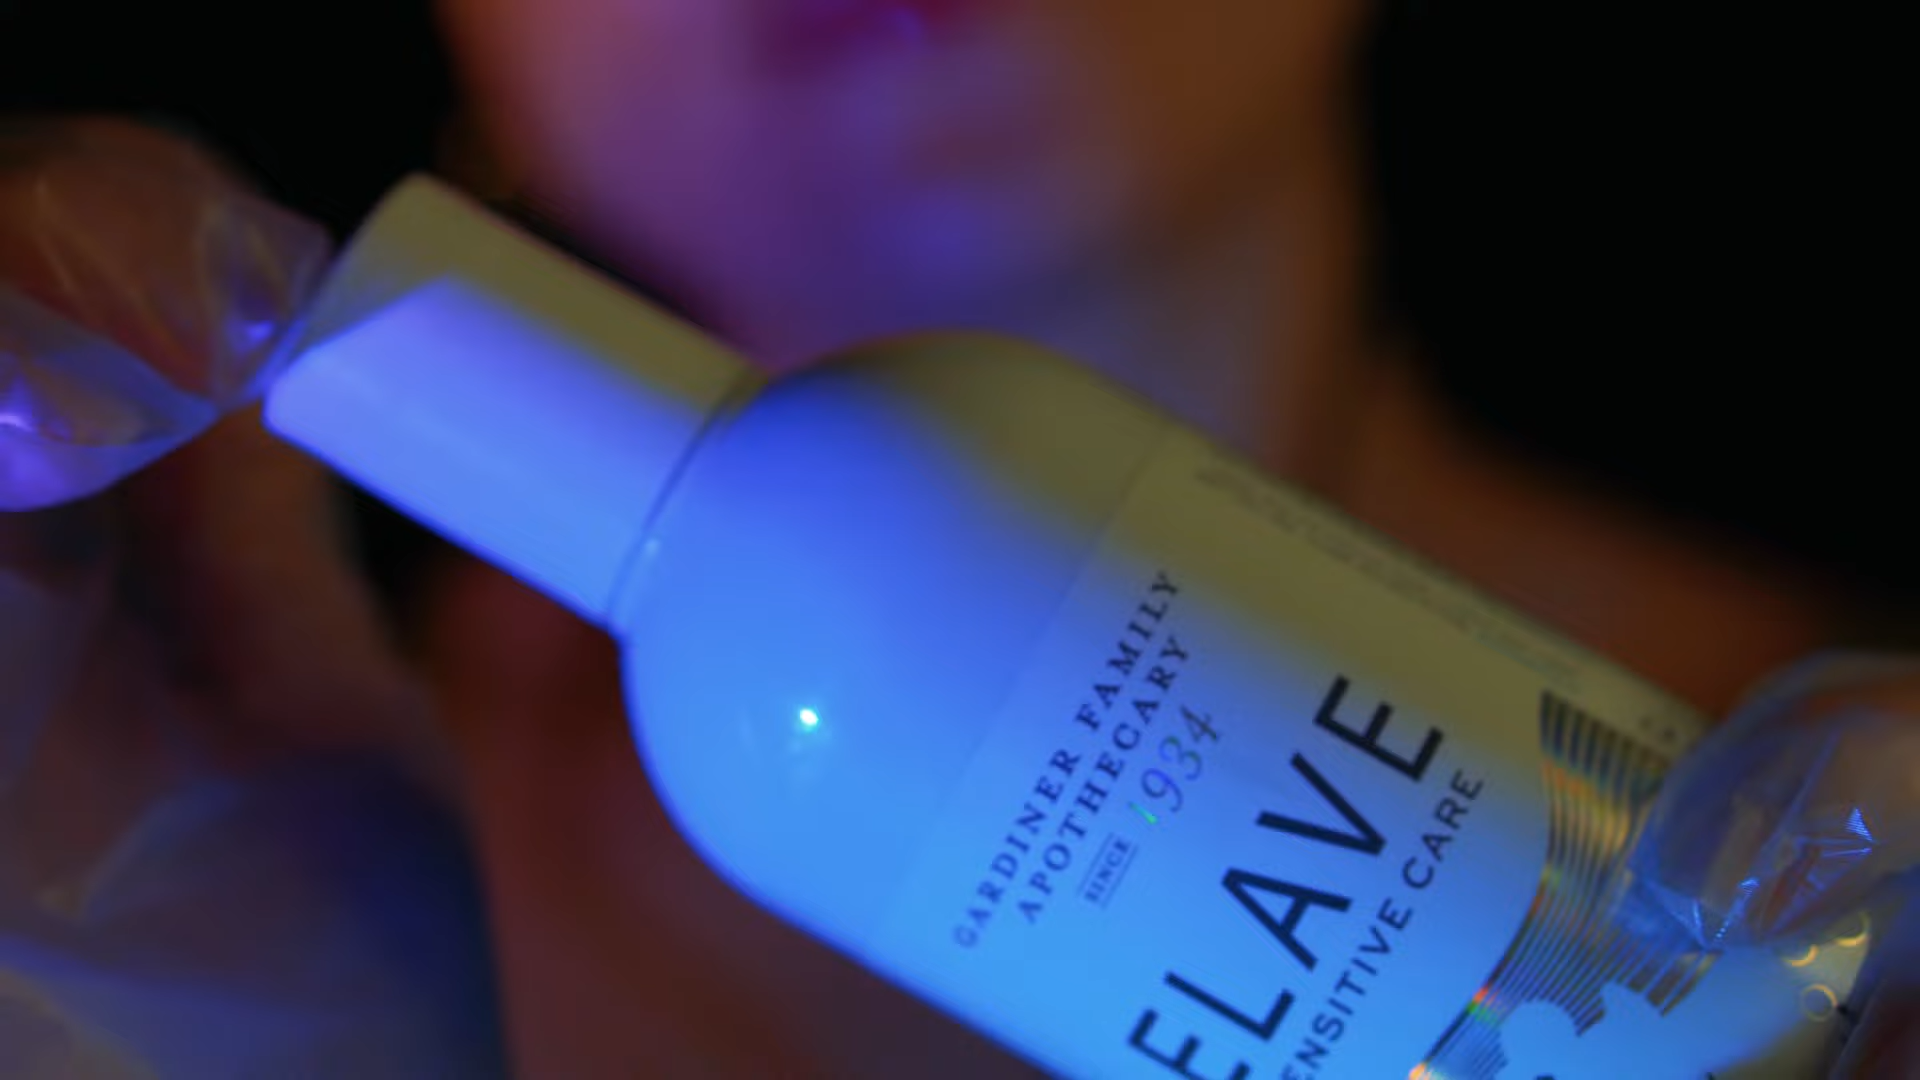 GARDINER FAMILY
APOTHECARY
SINCE 1934
ELAVE
SENSITIVE CARE